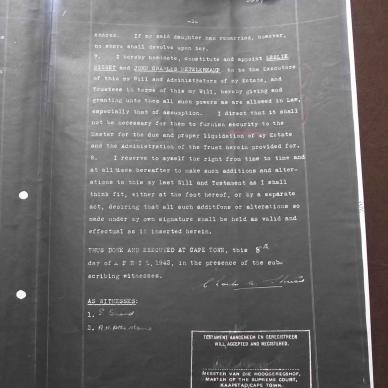 shares. If my said daughter has remarried, however,
no share shall devolve upon her.
7. I hereby nominate, constitute and appoint LESLIE
and JOHN CHARLES to be the Executors
of this my Will and Administrators of my Estate, and
Trustees in terms of this my Will, hereby giving and
granting unto them all such powers as are allowed in Law,
especially that of assumption. I direct that it shall
not be necessary for them to furnish security to the
Master for the due and proper liquidation of my Estate
and the Administration of the Trust herein provided for.
8. I reserve to myself the right from time to time and
at all times hereafter to make such additions and alter-
ations to this my last Will and Testament as I shall
think fit, either at the foot hereof, or by a separate
act, desiring that all such additions or alterations so
made under my own signature shall be held as valid and
effectual as if inserted herein.
THUS DONE AND EXECUTED AT CAPE TOWN, this 8th
day of A P R I L, 1948, in the presence of the sub-
scribing witnesses.
AS WITNESSES:
1.
2.
TESTAMENT AANGENEEM EN GEREGISTREER
WILL ACCEPTED AND REGISTERED.
MEESTER VAN DIE HOOGGEREGSHOF,
MASTER OF THE SUPREME COURT,
KAAPSTAD/CAPE TOWN.